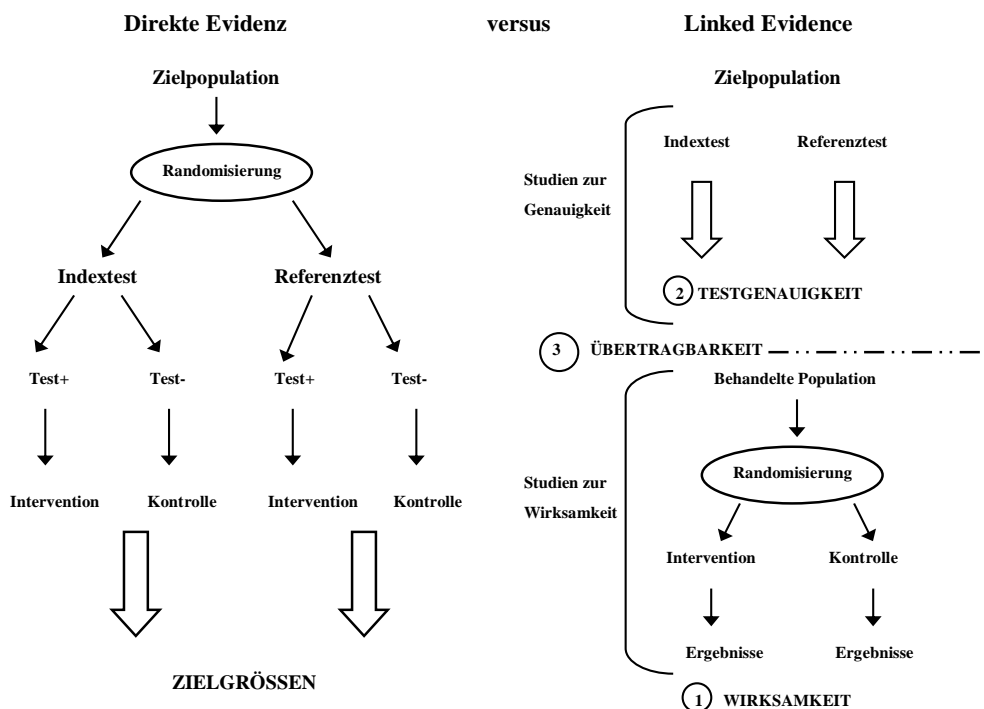 Direkte Evidenz versus Linked Evidence
Zielpopulation
Randomisierung
Indextest Referenztest
Test+ Test- Test+ Test-
Intervention Kontrolle Intervention Kontrolle
ZIELGRÖSSEN
Zielpopulation
Indextest Referenztest
Studien zur
Genauigkeit
2 TESTGENAUIGKEIT
3 ÜBERTRAGBARKEIT
Behandelte Population
Randomisierung
Studien zur
Wirksamkeit
Intervention Kontrolle
Ergebnisse Ergebnisse
1 WIRKSAMKEIT